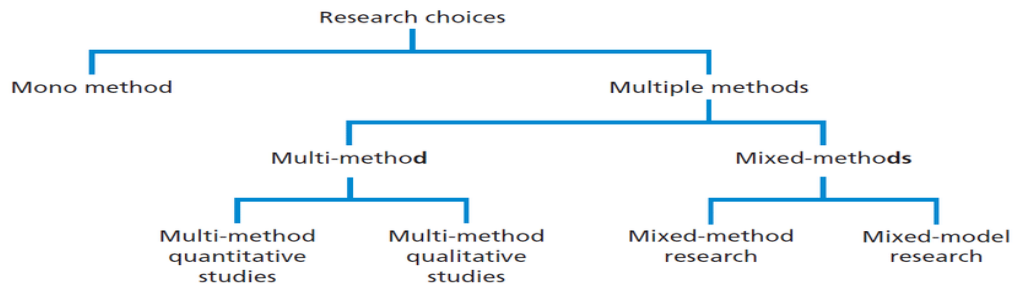 Research choices
Mono method
Multiple methods
Multi-method
Mixed-methods
Multi-method
quantitative
studies
Multi-method
qualitative
studies
Mixed-method
research
Mixed-model
research